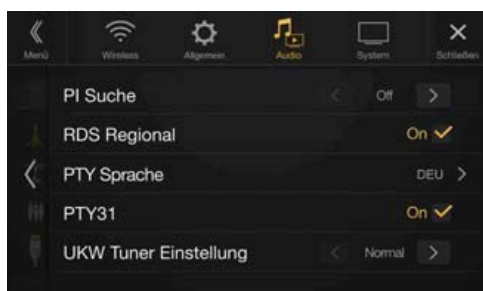 Menü Wireless Allgemein Audio System Schließen
PI Suche Off
RDS Regional On
PTY Sprache DEU
PTY31 On
UKW Tuner Einstellung Normal